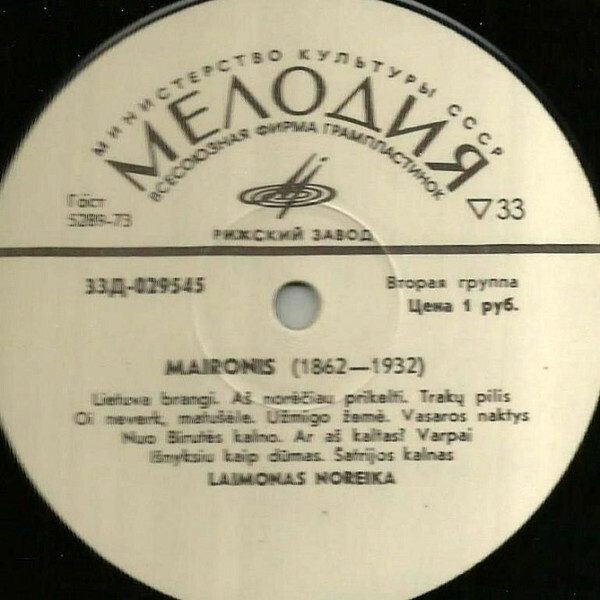 МИНИСТЕРСТВО КУЛЬТУРЫ СССР
МЕЛОДИЯ
ВСЕСОЮЗНАЯ ФИРМА ГРАМПЛАСТИНОК
Гост
5289-73
▽33
РИЖСКИЙ ЗАВОД
33Д-029545
Вторая группа
Цена 1 руб.
MAIRONIS (1862—1932)
Lietuva brangi. Aš norėčiau prikelti. Trakų pilis
Oi neverk, matušėle. Užmigo žemė. Vasaros naktys
Nuo Birutės kalno. Ar aš kaltas? Varpai
Išnyksiu kaip dūmas. Šatrijos kalnas
LAIMONAS NOREIKA